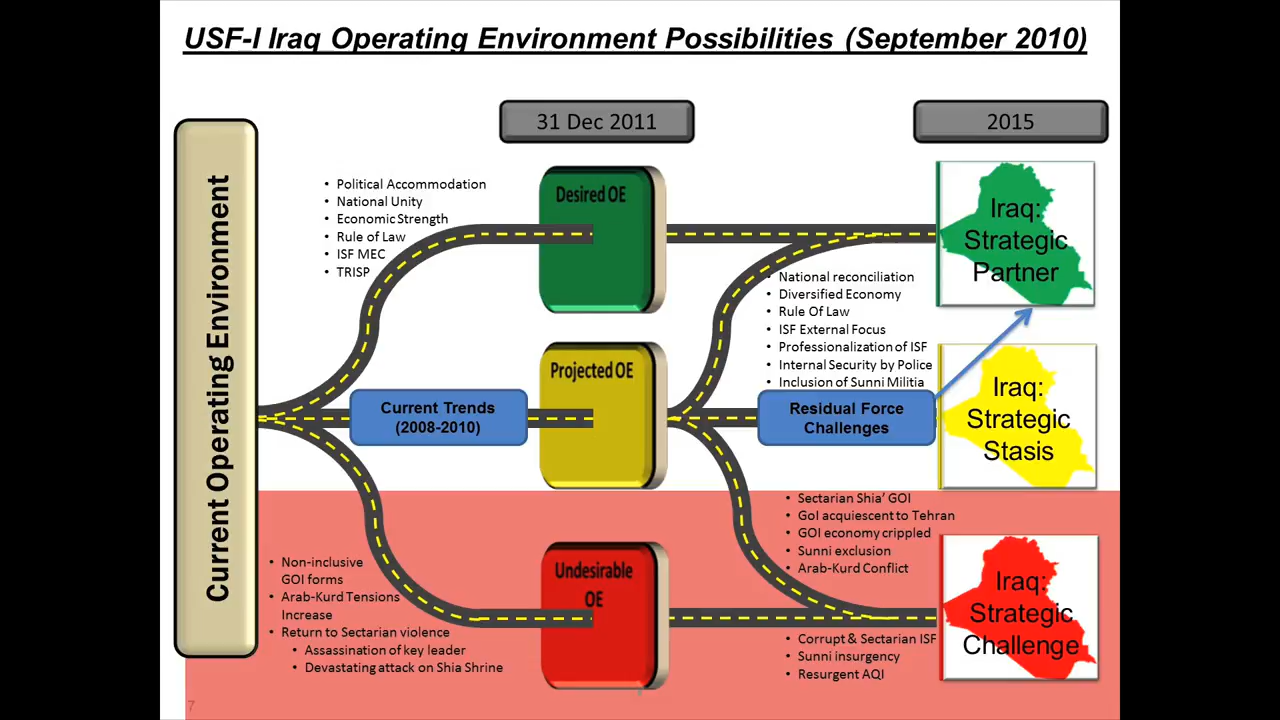 USF-I Iraq Operating Environment Possibilities (September 2010)
31 Dec 2011
2015
Current Operating Environment
• Political Accommodation
• National Unity
• Economic Strength
• Rule of Law
• ISF MEC
• TRISP
Desired OE
Iraq:
Strategic
Partner
• National reconciliation
• Diversified Economy
• Rule Of Law
• ISF External Focus
• Professionalization of ISF
• Internal Security by Police
• Inclusion of Sunni Militia
Current Trends
(2008-2010)
Projected OE
Residual Force
Challenges
Iraq:
Strategic
Stasis
• Sectarian Shia’ GOI
• GoI acquiescent to Tehran
• GOI economy crippled
• Sunni exclusion
• Arab-Kurd Conflict
• Non-inclusive
GOI forms
• Arab-Kurd Tensions
Increase
• Return to Sectarian violence
• Assassination of key leader
• Devastating attack on Shia Shrine
Undesirable
OE
Iraq:
Strategic
Challenge
• Corrupt & Sectarian ISF
• Sunni insurgency
• Resurgent AQI
7